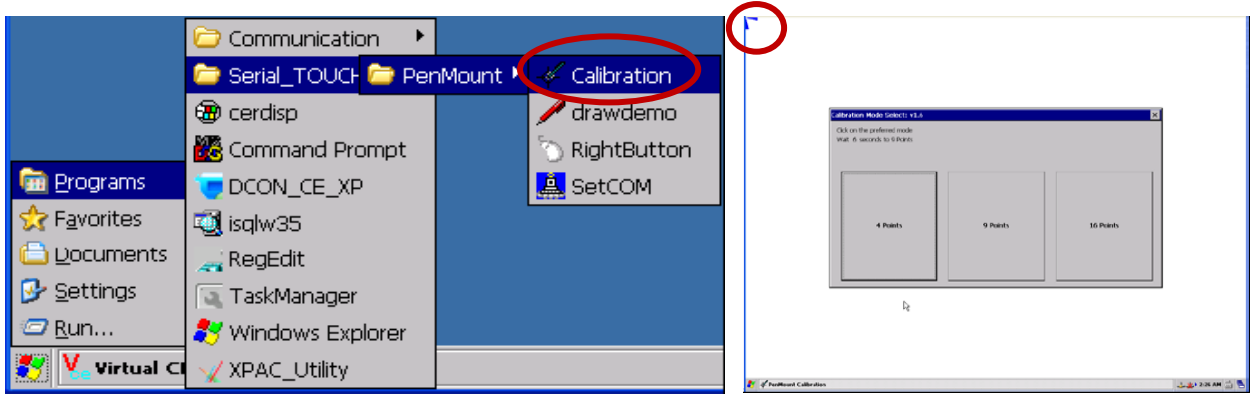 Communication
Serial_TOUCH
PenMount
Calibration
cerdisp
drawdemo
Command Prompt
RightButton
Programs
DCON_CE_XP
SetCOM
Favorites
isqlw35
Documents
RegEdit
Settings
TaskManager
Run...
Windows Explorer
Virtual C
XPAC_Utility
Calibration Mode Select: v1.6
Click on the preferred mode
Wait 6 seconds to 9 Points
4 Points
9 Points
16 Points
PenMount Calibration
2:26 AM